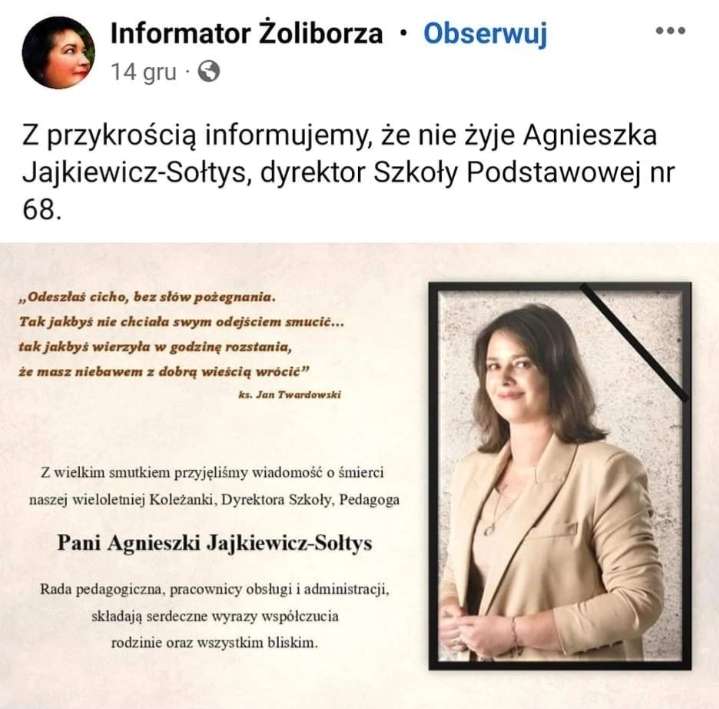 Informator Żoliborza • Obserwuj
14 gru ·
Z przykrością informujemy, że nie żyje Agnieszka
Jajkiewicz-Sołtys, dyrektor Szkoły Podstawowej nr
68.
„Odeszłaś cicho, bez słów pożegnania.
Tak jakbyś nie chciała swym odejściem smucić...
tak jakbyś wierzyła w godzinę rozstania,
że masz niebawem z dobrą wieścią wrócić”
ks. Jan Twardowski
Z wielkim smutkiem przyjęliśmy wiadomość o śmierci
naszej wieloletniej Koleżanki, Dyrektora Szkoły, Pedagoga
Pani Agnieszki Jajkiewicz-Sołtys
Rada pedagogiczna, pracownicy obsługi i administracji,
składają serdeczne wyrazy współczucia
rodzinie oraz wszystkim bliskim.